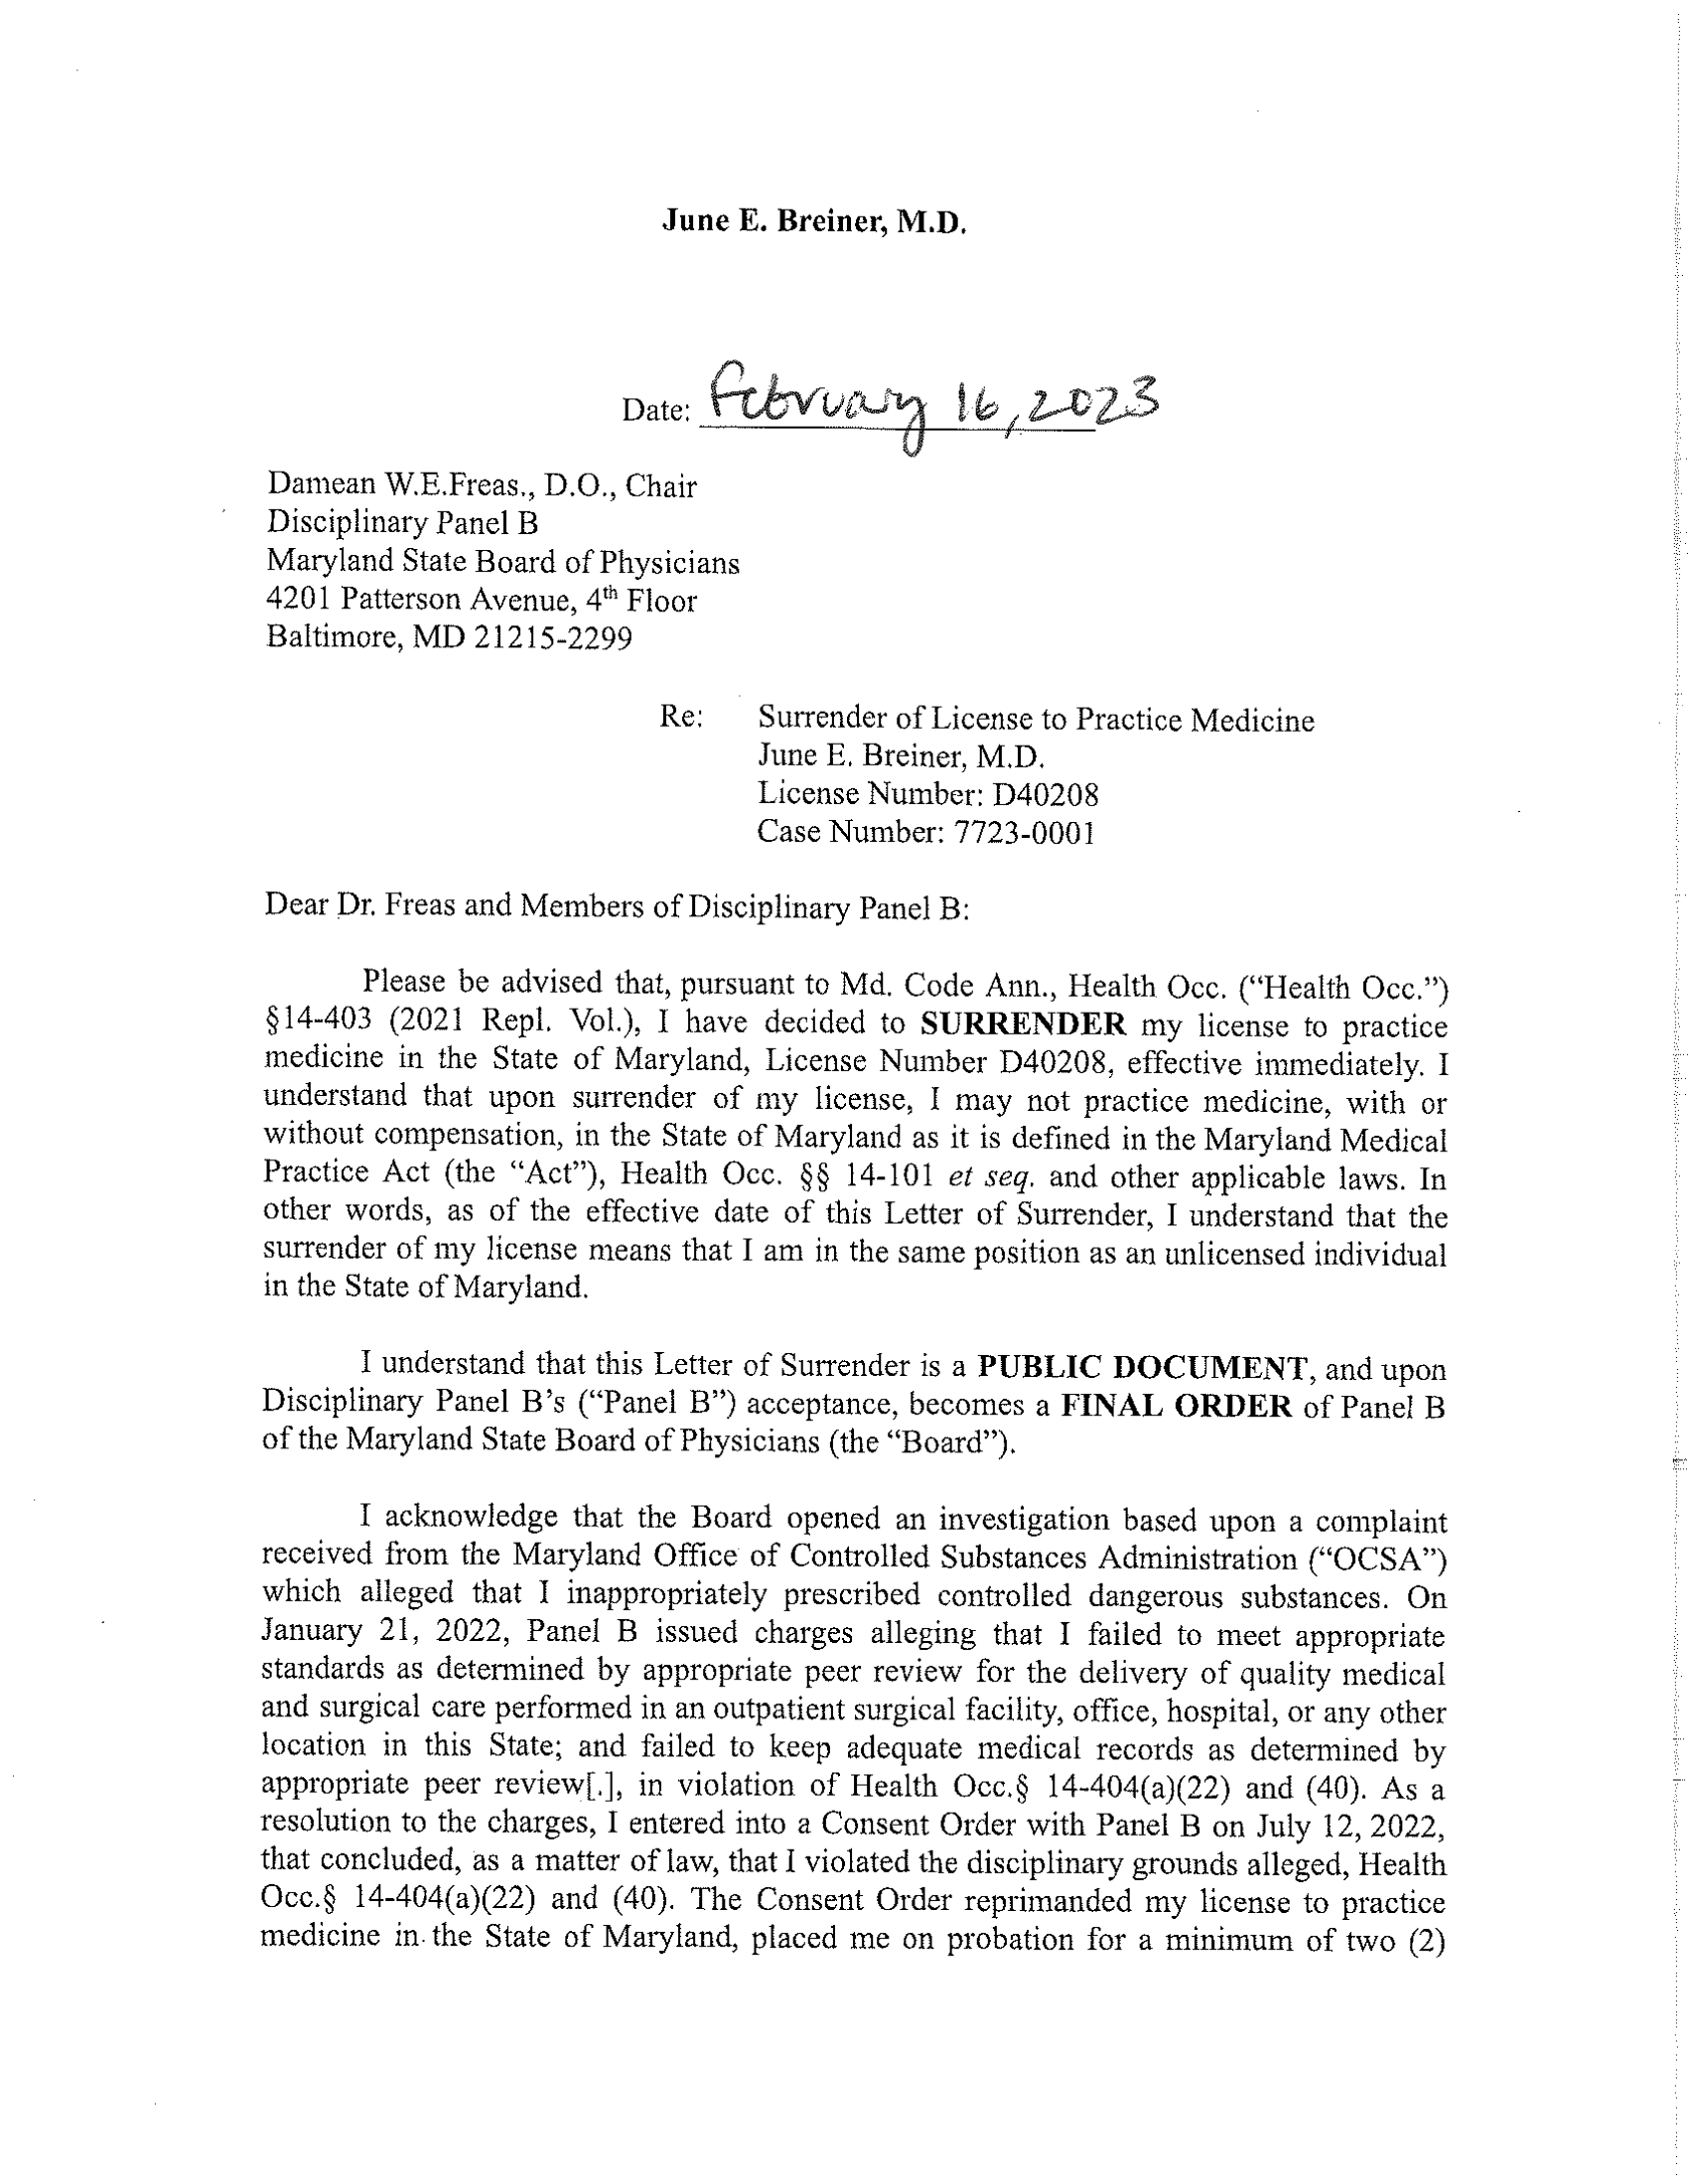 June E. Breiner, M.D.
Date: February 16, 2023
Damean W.E.Freas., D.O., Chair
Disciplinary Panel B
Maryland State Board of Physicians
4201 Patterson Avenue, 4th Floor
Baltimore, MD 21215-2299
Re: Surrender of License to Practice Medicine
June E. Breiner, M.D.
License Number: D40208
Case Number: 7723-0001
Dear Dr. Freas and Members of Disciplinary Panel B:
Please be advised that, pursuant to Md. Code Ann., Health Occ. (“Health Occ.”)
§14-403 (2021 Repl. Vol.), I have decided to SURRENDER my license to practice
medicine in the State of Maryland, License Number D40208, effective immediately. I
understand that upon surrender of my license, I may not practice medicine, with or
without compensation, in the State of Maryland as it is defined in the Maryland Medical
Practice Act (the “Act”), Health Occ. §§ 14-101 et seq. and other applicable laws. In
other words, as of the effective date of this Letter of Surrender, I understand that the
surrender of my license means that I am in the same position as an unlicensed individual
in the State of Maryland.
I understand that this Letter of Surrender is a PUBLIC DOCUMENT, and upon
Disciplinary Panel B’s (“Panel B”) acceptance, becomes a FINAL ORDER of Panel B
of the Maryland State Board of Physicians (the “Board”).
I acknowledge that the Board opened an investigation based upon a complaint
received from the Maryland Office of Controlled Substances Administration (“OCSA”)
which alleged that I inappropriately prescribed controlled dangerous substances. On
January 21, 2022, Panel B issued charges alleging that I failed to meet appropriate
standards as determined by appropriate peer review for the delivery of quality medical
and surgical care performed in an outpatient surgical facility, office, hospital, or any other
location in this State; and failed to keep adequate medical records as determined by
appropriate peer review[.], in violation of Health Occ.§ 14-404(a)(22) and (40). As a
resolution to the charges, I entered into a Consent Order with Panel B on July 12, 2022,
that concluded, as a matter of law, that I violated the disciplinary grounds alleged, Health
Occ.§ 14-404(a)(22) and (40). The Consent Order reprimanded my license to practice
medicine in the State of Maryland, placed me on probation for a minimum of two (2)